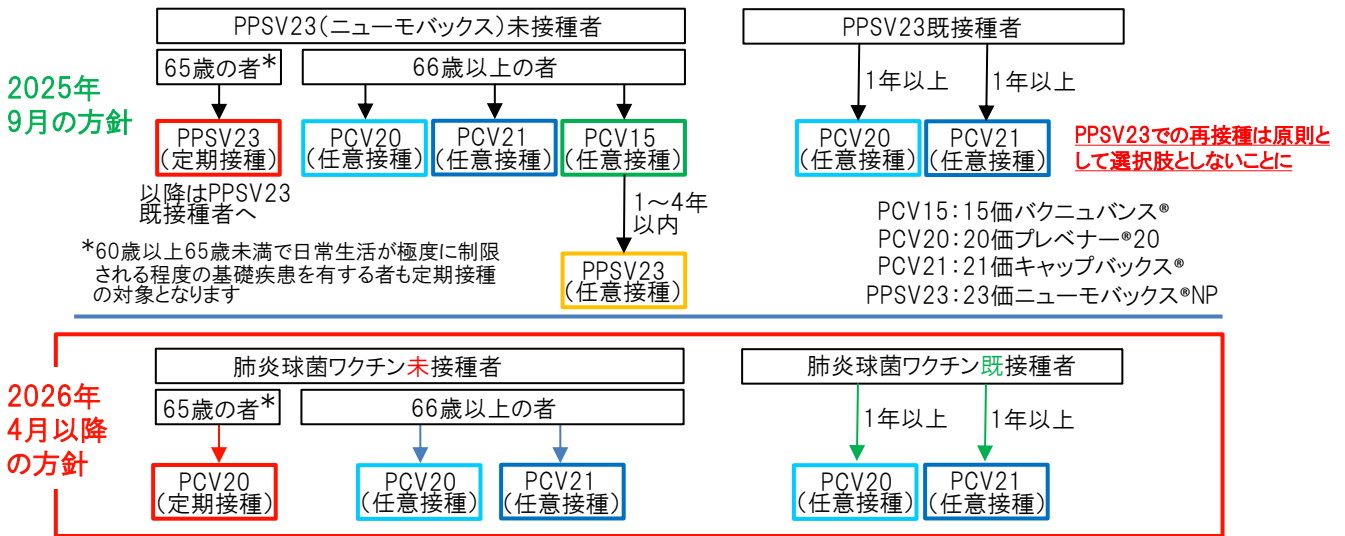 PPSV23(ニューモバックス)未接種者
65歳の者*
66歳以上の者
2025年
9月の方針
PPSV23
(定期接種)
PCV20
(任意接種)
PCV21
(任意接種)
PCV15
(任意接種)
以降はPPSV23
既接種者へ
1～4年
以内
PPSV23
(任意接種)
*60歳以上65歳未満で日常生活が極度に制限
される程度の基礎疾患を有する者も定期接種
の対象となります
PPSV23既接種者
1年以上
1年以上
PCV20
(任意接種)
PCV21
(任意接種)
PPSV23での再接種は原則と
して選択肢としないことに
PCV15：15価バクニュバンス®
PCV20：20価プレベナー®20
PCV21：21価キャップバックス®
PPSV23：23価ニューモバックス®NP
2026年
4月以降
の方針
肺炎球菌ワクチン未接種者
65歳の者*
66歳以上の者
PCV20
(定期接種)
PCV20
(任意接種)
PCV21
(任意接種)
肺炎球菌ワクチン既接種者
1年以上
1年以上
PCV20
(任意接種)
PCV21
(任意接種)